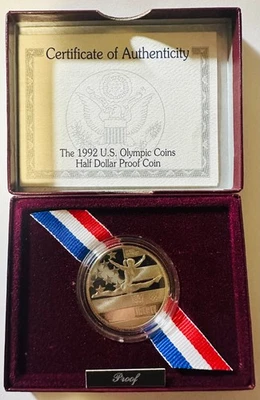 Certificate of Authenticity
The 1992 U.S. Olympic Coins
Half Dollar Proof Coin
Proof